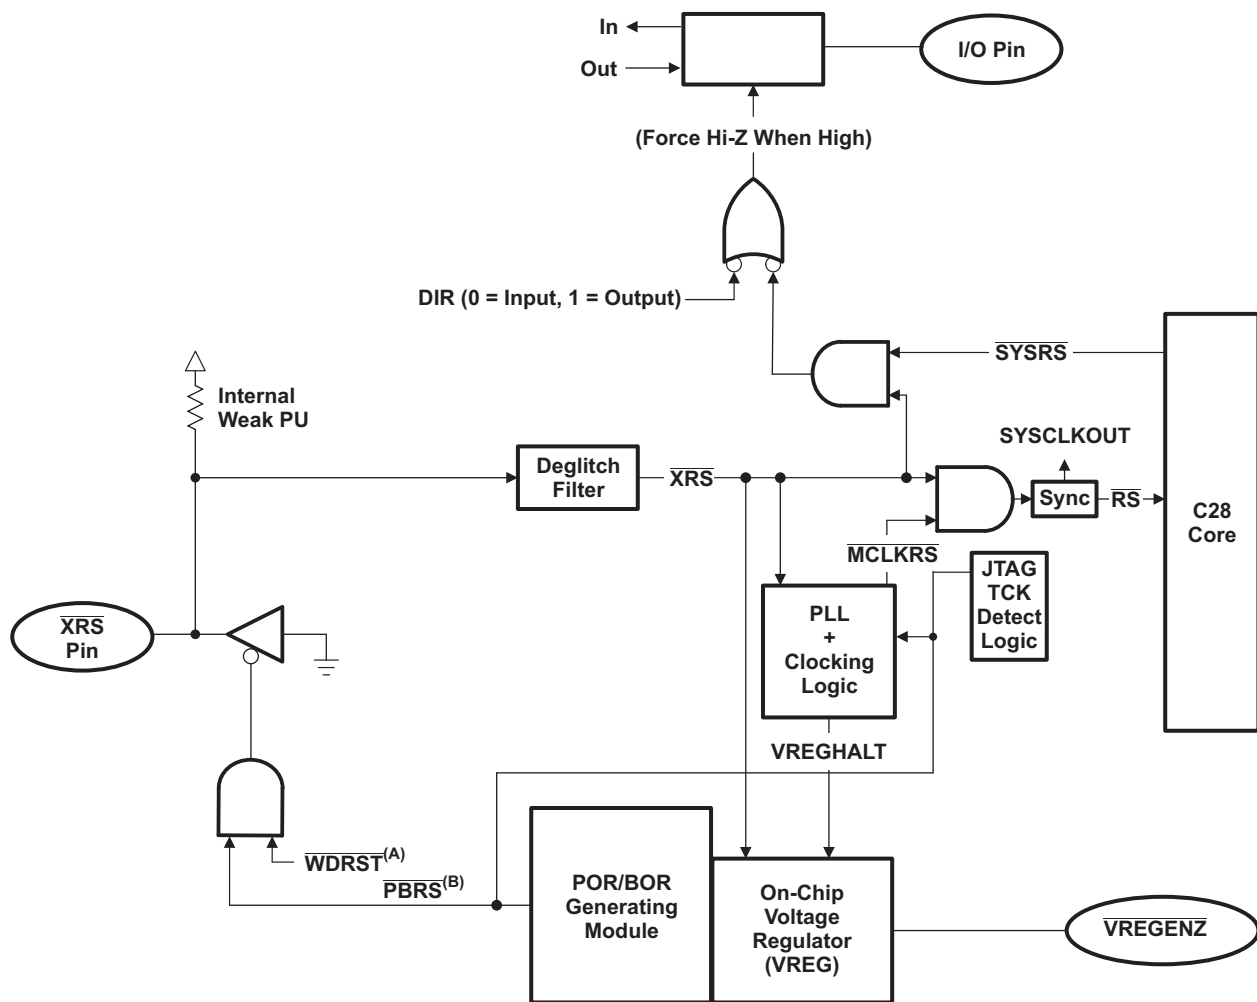 In
Out
I/O Pin
(Force Hi-Z When High)
DIR (0 = Input, 1 = Output)
SYSRS
Internal
Weak PU
SYSCLKOUT
Deglitch
Filter
XRS
Sync
RS
C28
Core
MCLKRS
JTAG
TCK
Detect
Logic
XRS
Pin
PLL
+
Clocking
Logic
VREGHALT
WDRST(A)
PBRS(B)
POR/BOR
Generating
Module
On-Chip
Voltage
Regulator
(VREG)
VREGENZ